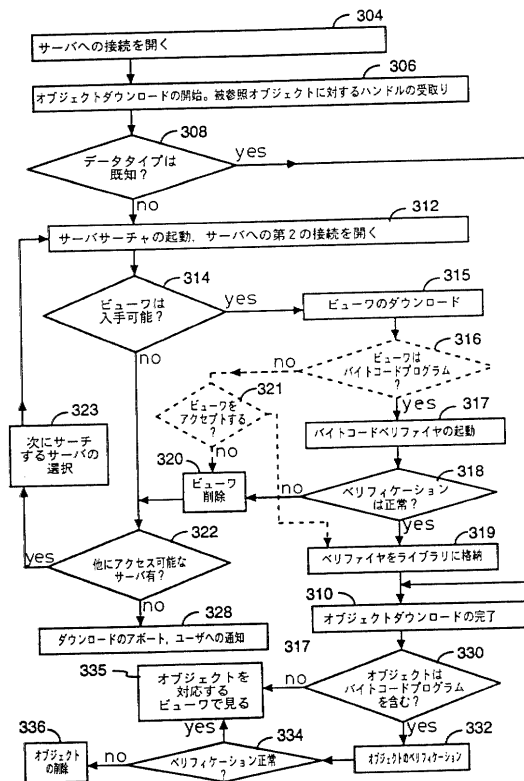 304
サーバへの接続を開く
306
オブジェクトダウンロードの開始。被参照オブジェクトに対するハンドルの受取り
308
データタイプは
既知?
yes
no
312
サーバサーチャの起動，サーバへの第2の接続を開く
314
ビューワは
入手可能?
yes
no
315
ビューワのダウンロード
316
ビューワは
バイトコードプログラム
?
no
yes
321
ビューワを
アクセプトする
?
no
317
バイトコードベリファイヤの起動
323
次にサーチ
するサーバの
選択
320
ビューワ
削除
318
ベリフィケーション
は正常?
no
yes
319
ベリファイヤをライブラリに格納
322
他にアクセス可能な
サーバ有?
yes
no
310
オブジェクトダウンロードの完了
328
ダウンロードのアボート，ユーザへの通知
317
330
オブジェクトは
バイトコードプログラム
を含む?
no
yes
335
オブジェクトを
対応する
ビューワで見る
332
オブジェクトのベリフィケーション
334
ベリフィケーション正常
?
yes
no
336
オブジェクト
の削除